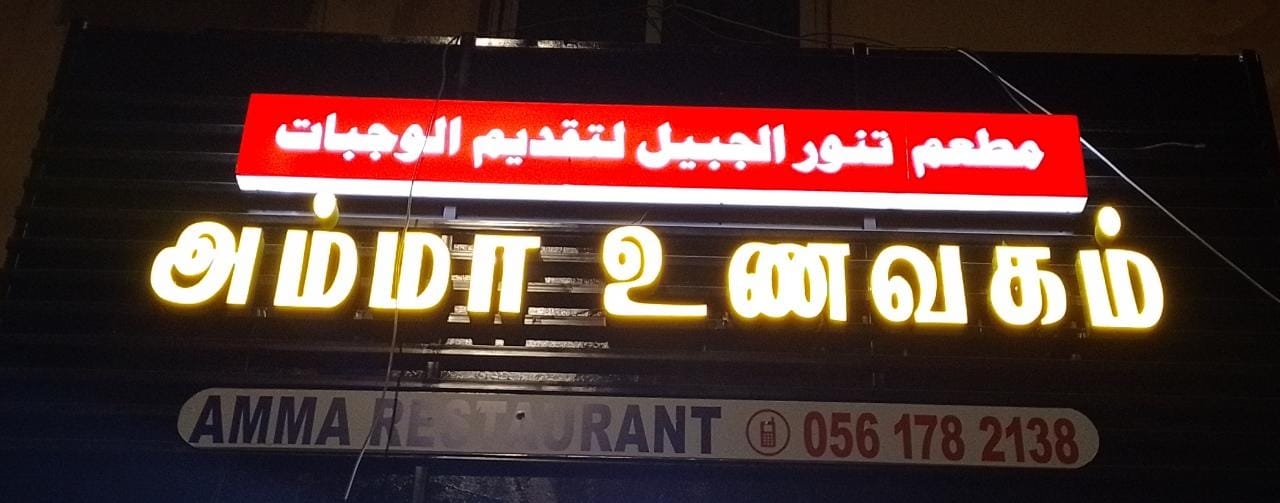 مطعم تنور الجبيل لتقديم الوجبات
அம்மா உணவகம்
AMMA RESTAURANT 056 178 2138